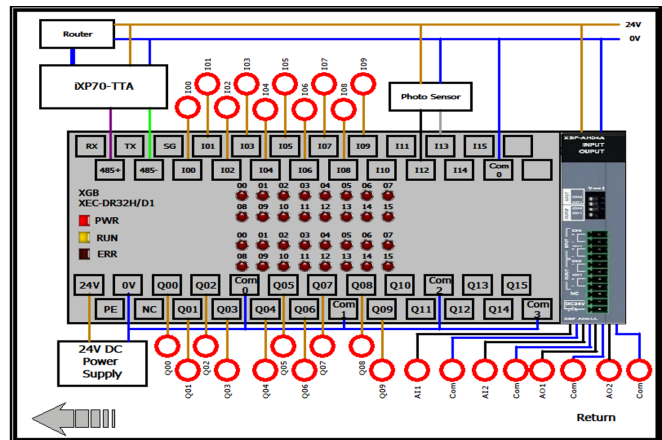 24V
0V
Router
iXP70-TTA
Photo Sensor
I00
I01
I02
I03
I04
I05
I06
I07
I08
I09
XBF-AH04A
INPUT
OUPUT
RX
TX
SG
I01
I03
I05
I07
I09
I11
I13
I15
485+
485-
I00
I02
I04
I06
I08
I10
I12
I14
Com
0
XGB
XEC-DR32H/D1
PWR
RUN
ERR
00 01 02 03 04 05 06 07
08 09 10 11 12 13 14 15
00 01 02 03 04 05 06 07
08 09 10 11 12 13 14 15
24V
0V
Q00
Q02
Com
0
Q05
Q07
Q08
Q10
Com
2
Q13
Q15
PE
NC
Q01
Q03
Q04
Q06
Com
1
Q09
Q11
Q12
Q14
Com
3
NC
DC24V
24V DC
Power
Supply
Q00
Q01
Q02
Q03
Q04
Q05
Q06
Q07
Q08
Q09
AI1
Com
AI2
Com
AO1
Com
AO2
Com
Return